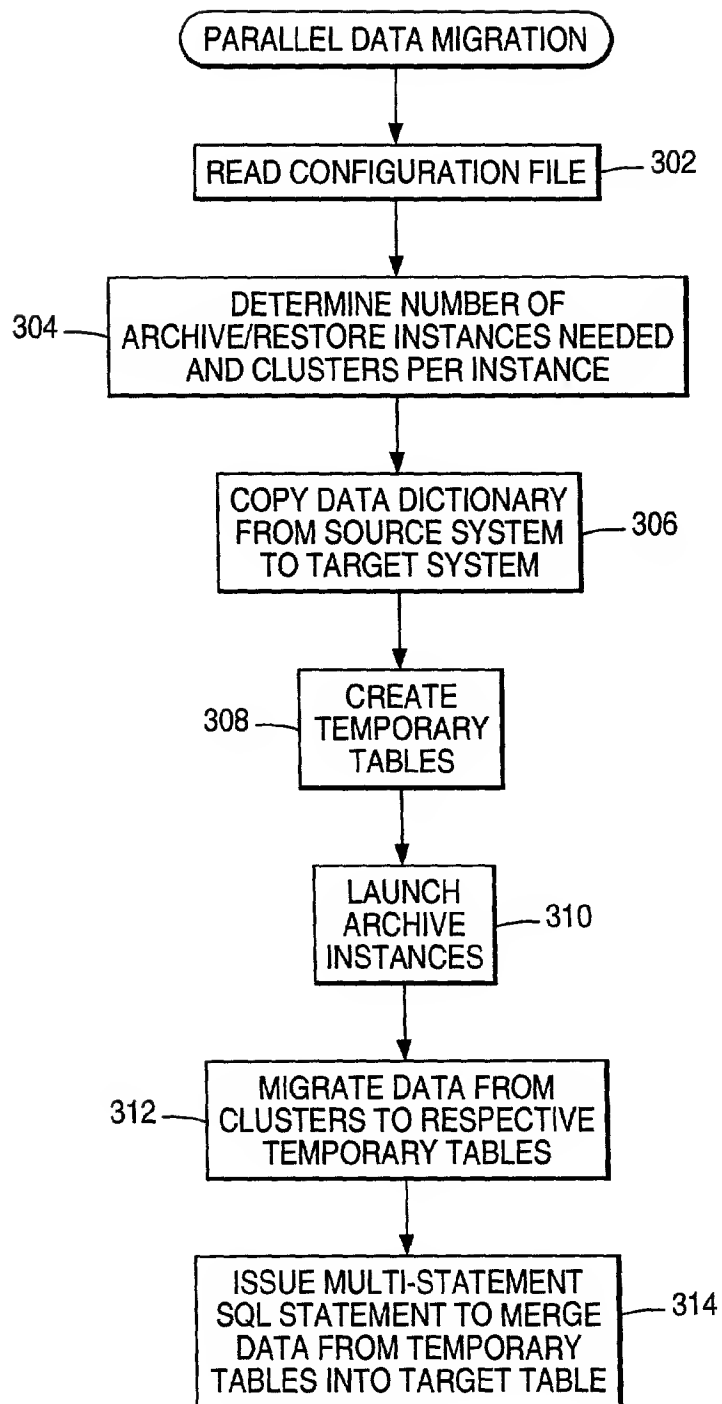 PARALLEL DATA MIGRATION
READ CONFIGURATION FILE
302
304
DETERMINE NUMBER OF
ARCHIVE/RESTORE INSTANCES NEEDED
AND CLUSTERS PER INSTANCE
COPY DATA DICTIONARY
FROM SOURCE SYSTEM
TO TARGET SYSTEM
306
308
CREATE
TEMPORARY
TABLES
LAUNCH
ARCHIVE
INSTANCES
310
312
MIGRATE DATA FROM
CLUSTERS TO RESPECTIVE
TEMPORARY TABLES
ISSUE MULTI-STATEMENT
SQL STATEMENT TO MERGE
DATA FROM TEMPORARY
TABLES INTO TARGET TABLE
314